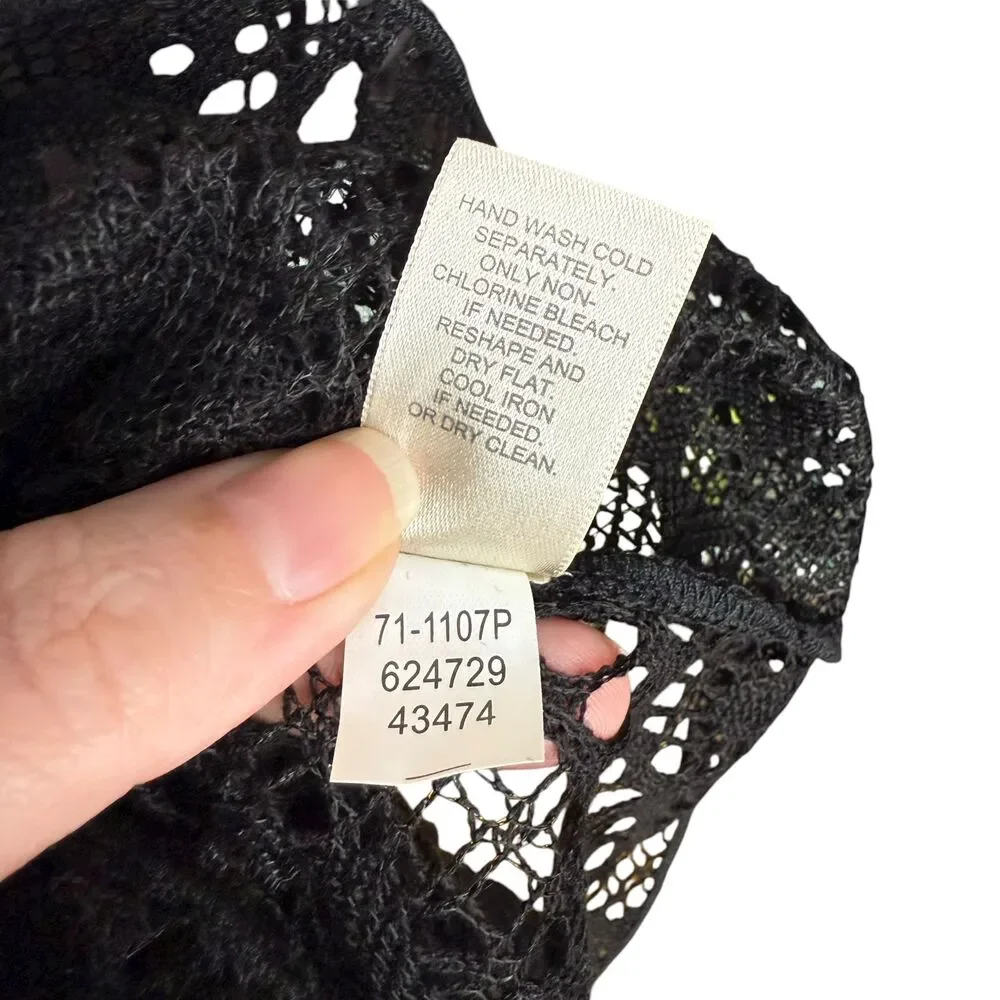 HAND WASH COLD
SEPARATELY.
ONLY NON-
CHLORINE BLEACH
IF NEEDED.
RESHAPE AND
DRY FLAT.
COOL IRON
IF NEEDED.
OR DRY CLEAN.
71-1107P
624729
43474